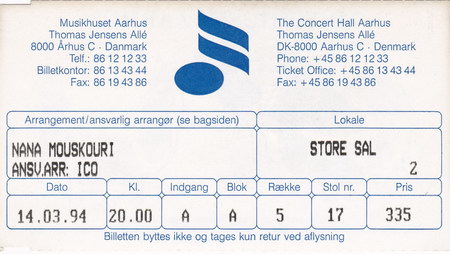 Musikhuset Aarhus
Thomas Jensens Allé
8000 Århus C · Danmark
Telf.: 86 12 12 33
Billetkontor: 86 13 43 44
Fax: 86 19 43 86
The Concert Hall Aarhus
Thomas Jensens Allé
DK-8000 Aarhus C · Danmark
Phone: +45 86 12 12 33
Ticket Office: +45 86 13 43 44
Fax: +45 86 19 43 86
Arrangement/ansvarlig arrangør (se bagsiden) Lokale
NANA MOUSKOURI STORE SAL
ANSV.ARR: ICO 2
Dato Kl. Indgang Blok Række Stol nr. Pris
14.03.94 20.00 A A 5 17 335
Billetten byttes ikke og tages kun retur ved aflysning